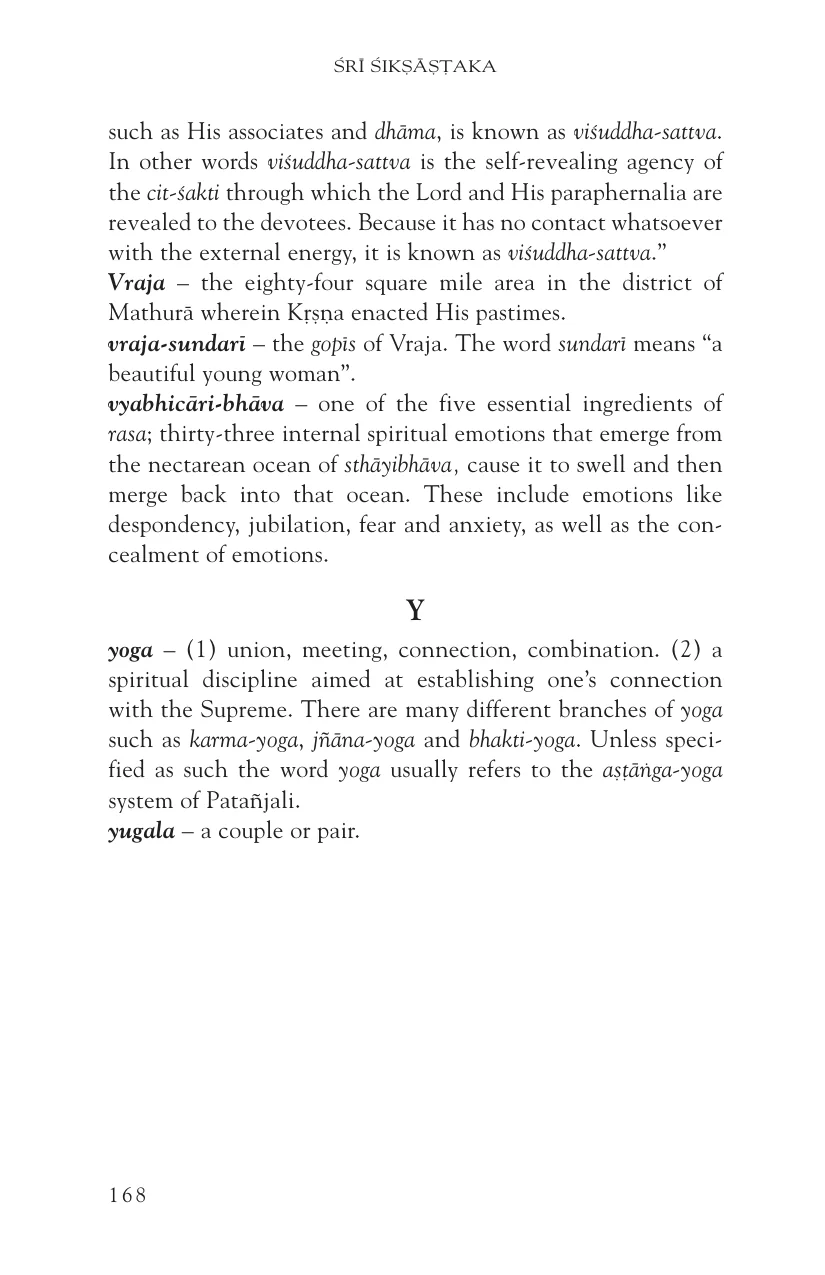 ŚRĪ ŚIKṢĀṢṬAKA
such as His associates and dhāma, is known as viśuddha-sattva.
In other words viśuddha-sattva is the self-revealing agency of
the cit-śakti through which the Lord and His paraphernalia are
revealed to the devotees. Because it has no contact whatsoever
with the external energy, it is known as viśuddha-sattva.”
Vraja – the eighty-four square mile area in the district of
Mathurā wherein Kṛṣṇa enacted His pastimes.
vraja-sundarī – the gopīs of Vraja. The word sundarī means “a
beautiful young woman”.
vyabhicāri-bhāva – one of the five essential ingredients of
rasa; thirty-three internal spiritual emotions that emerge from
the nectarean ocean of sthāyibhāva, cause it to swell and then
merge back into that ocean. These include emotions like
despondency, jubilation, fear and anxiety, as well as the con-
cealment of emotions.
Y
yoga – (1) union, meeting, connection, combination. (2) a
spiritual discipline aimed at establishing one’s connection
with the Supreme. There are many different branches of yoga
such as karma-yoga, jñāna-yoga and bhakti-yoga. Unless speci-
fied as such the word yoga usually refers to the aṣṭāṅga-yoga
system of Patañjali.
yugala – a couple or pair.
168